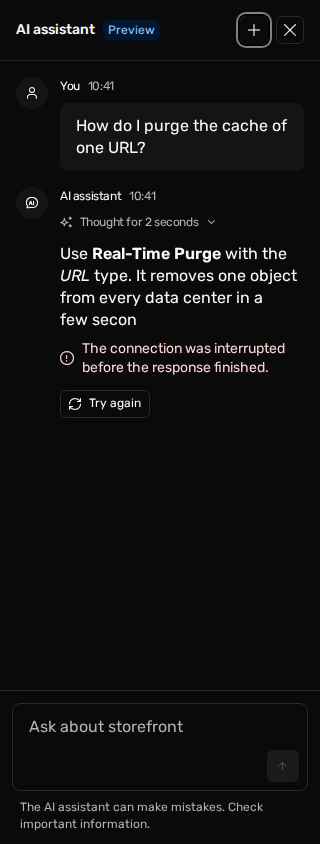 AI assistant Preview
You 10:41
How do I purge the cache of
one URL?
AI
AI assistant 10:41
Thought for 2 seconds
Use Real-Time Purge with the
URL type. It removes one object
from every data center in a
few secon
The connection was interrupted
before the response finished.
Try again
Ask about storefront
The AI assistant can make mistakes. Check
important information.